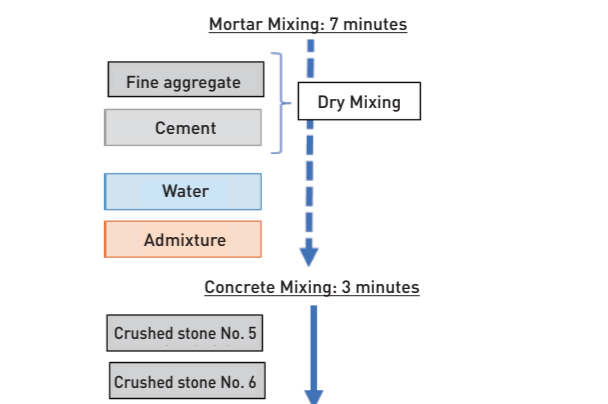 Mortar Mixing: 7 minutes
Fine aggregate
Dry Mixing
Cement
Water
Admixture
Concrete Mixing: 3 minutes
Crushed stone No. 5
Crushed stone No. 6